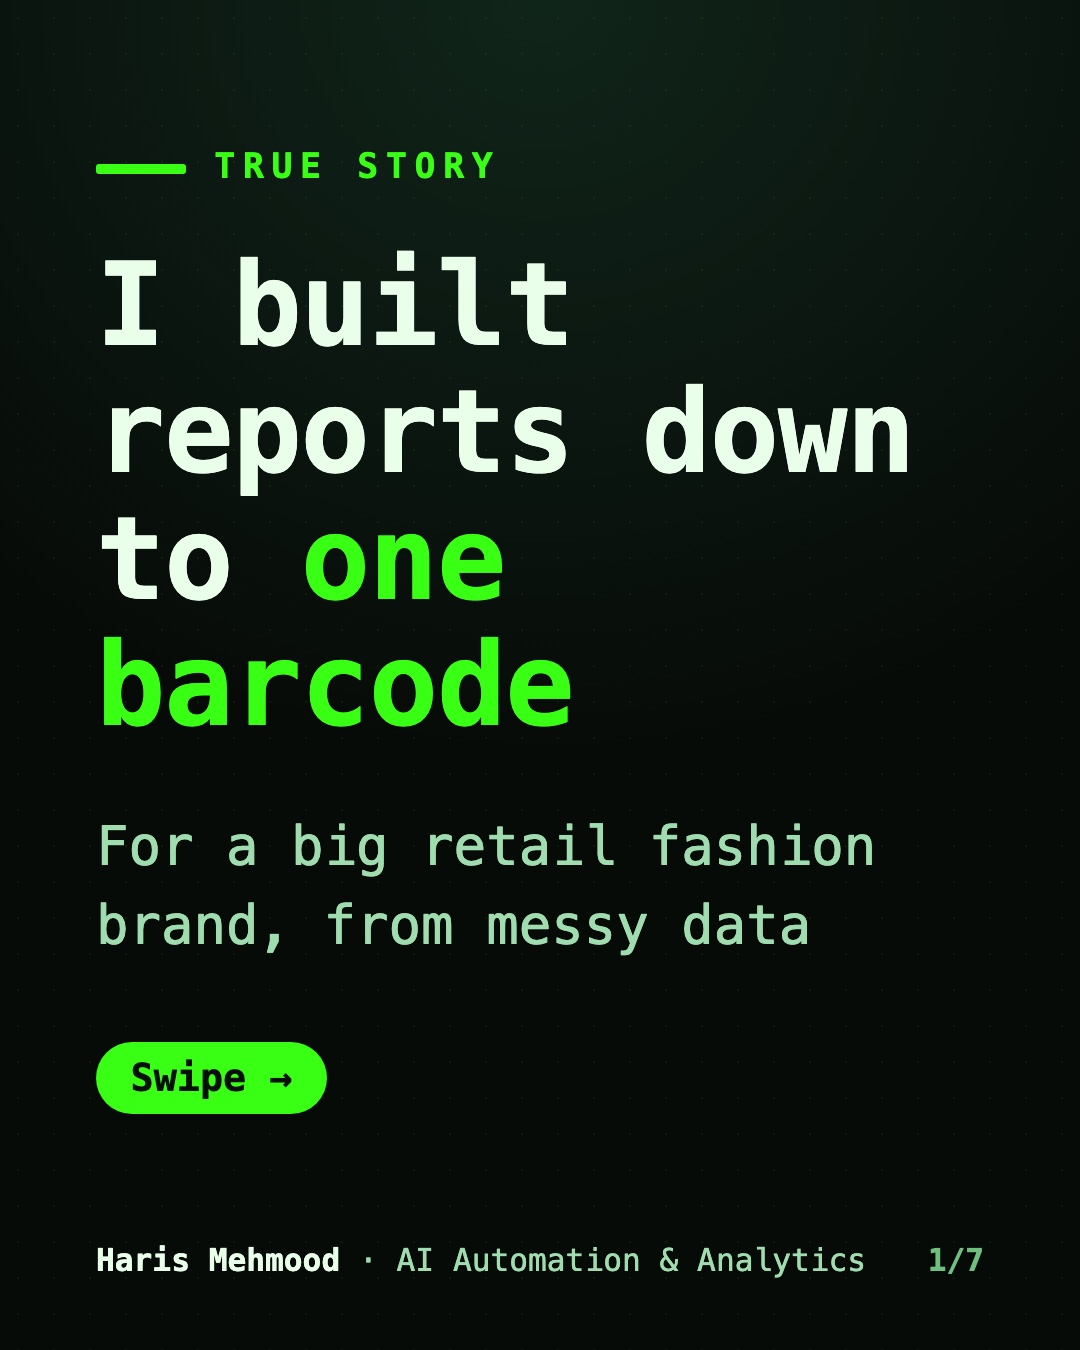 TRUE STORY
I built
reports down
to one
barcode
For a big retail fashion
brand, from messy data
Swipe →
Haris Mehmood · AI Automation & Analytics 1/7